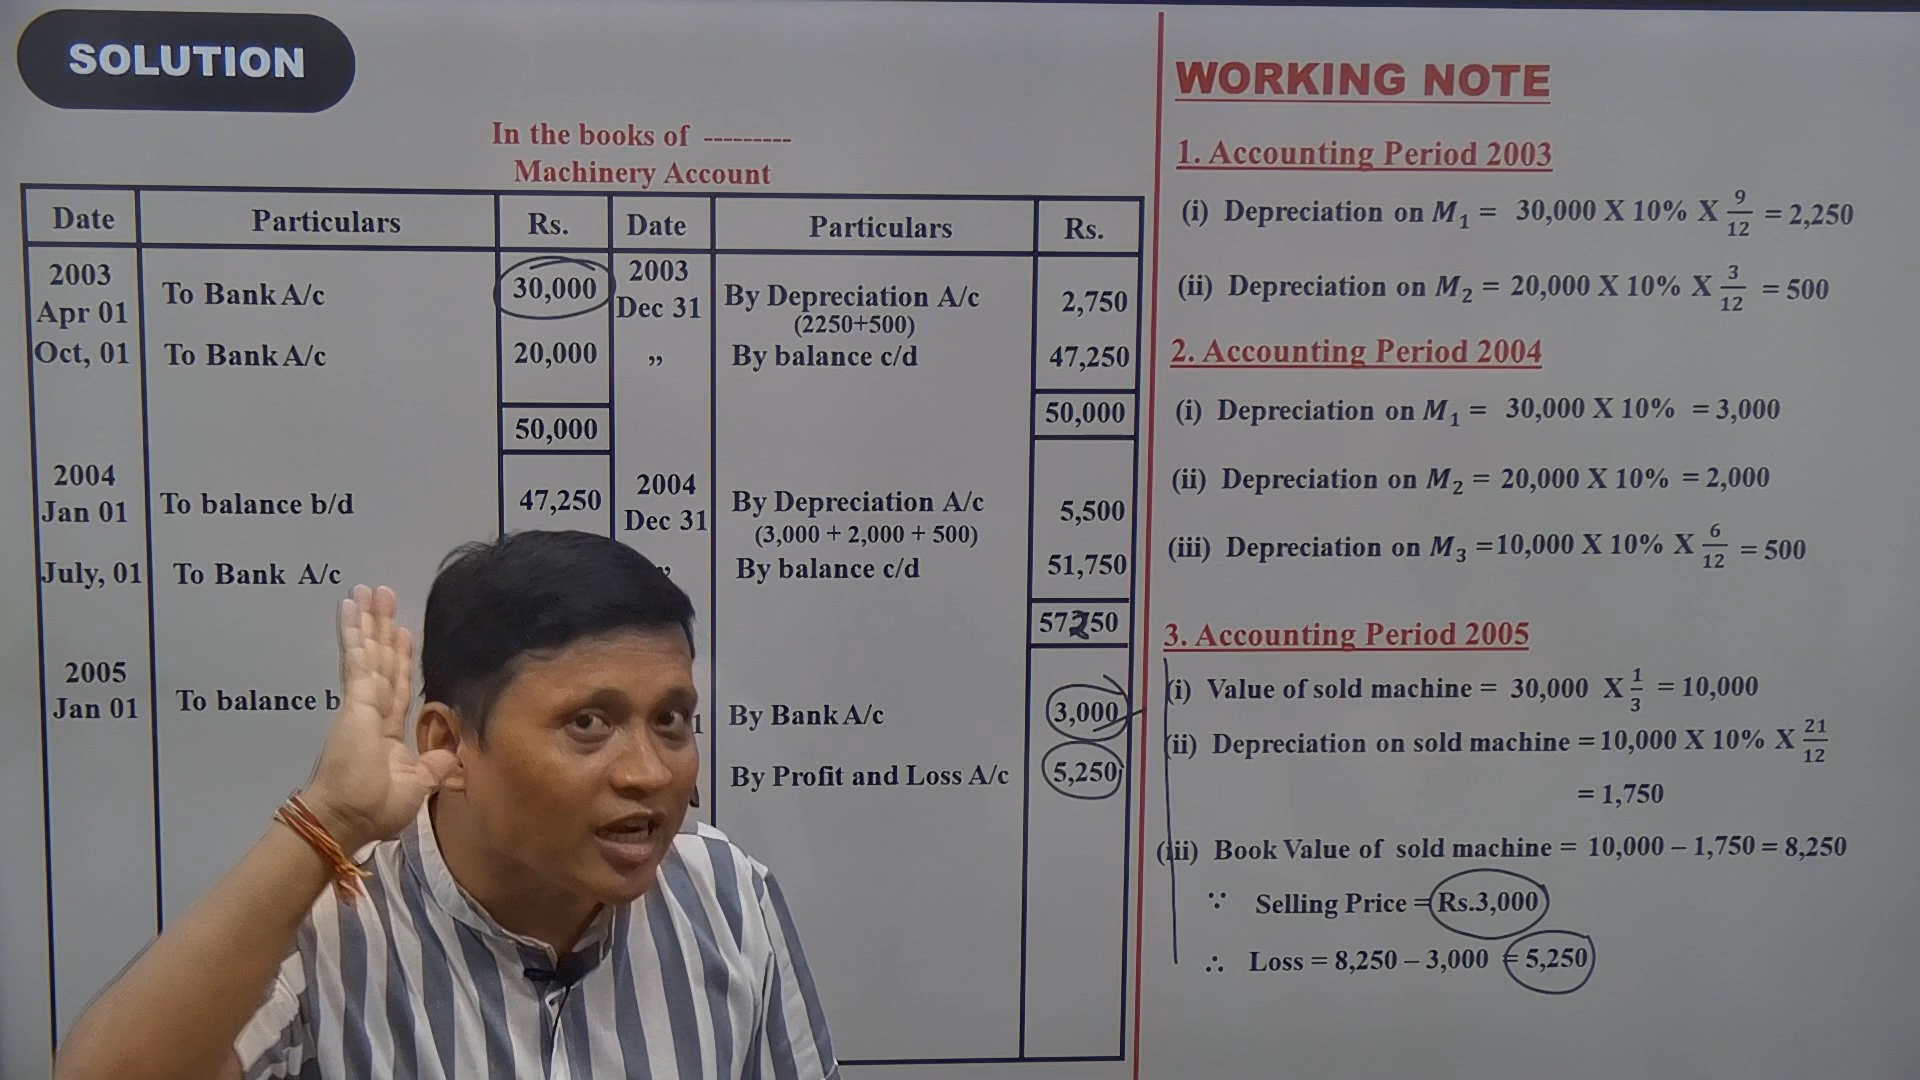 SOLUTION
In the books of ---------
Machinery Account
Date Particulars Rs. Date Particulars Rs.
2003 Apr 01 To Bank A/c 30,000 2003 Dec 31 By Depreciation A/c (2250+500) 2,750
Oct, 01 To Bank A/c 20,000 ,, By balance c/d 47,250
50,000 50,000
2004 Jan 01 To balance b/d 47,250 2004 Dec 31 By Depreciation A/c (3,000 + 2,000 + 500) 5,500
July, 01 To Bank A/c ,, By balance c/d 51,750
57250
2005 Jan 01 To balance b 1 By Bank A/c 3,000
By Profit and Loss A/c 5,250
WORKING NOTE
1. Accounting Period 2003
(i) Depreciation on M₁ = 30,000 X 10% X 9/12 = 2,250
(ii) Depreciation on M₂ = 20,000 X 10% X 3/12 = 500
2. Accounting Period 2004
(i) Depreciation on M₁ = 30,000 X 10% = 3,000
(ii) Depreciation on M₂ = 20,000 X 10% = 2,000
(iii) Depreciation on M₃ =10,000 X 10% X 6/12 = 500
3. Accounting Period 2005
(i) Value of sold machine = 30,000 X 1/3 = 10,000
(ii) Depreciation on sold machine = 10,000 X 10% X 21/12
= 1,750
(iii) Book Value of sold machine = 10,000 – 1,750 = 8,250
∵ Selling Price = Rs.3,000
∴ Loss = 8,250 – 3,000 = 5,250